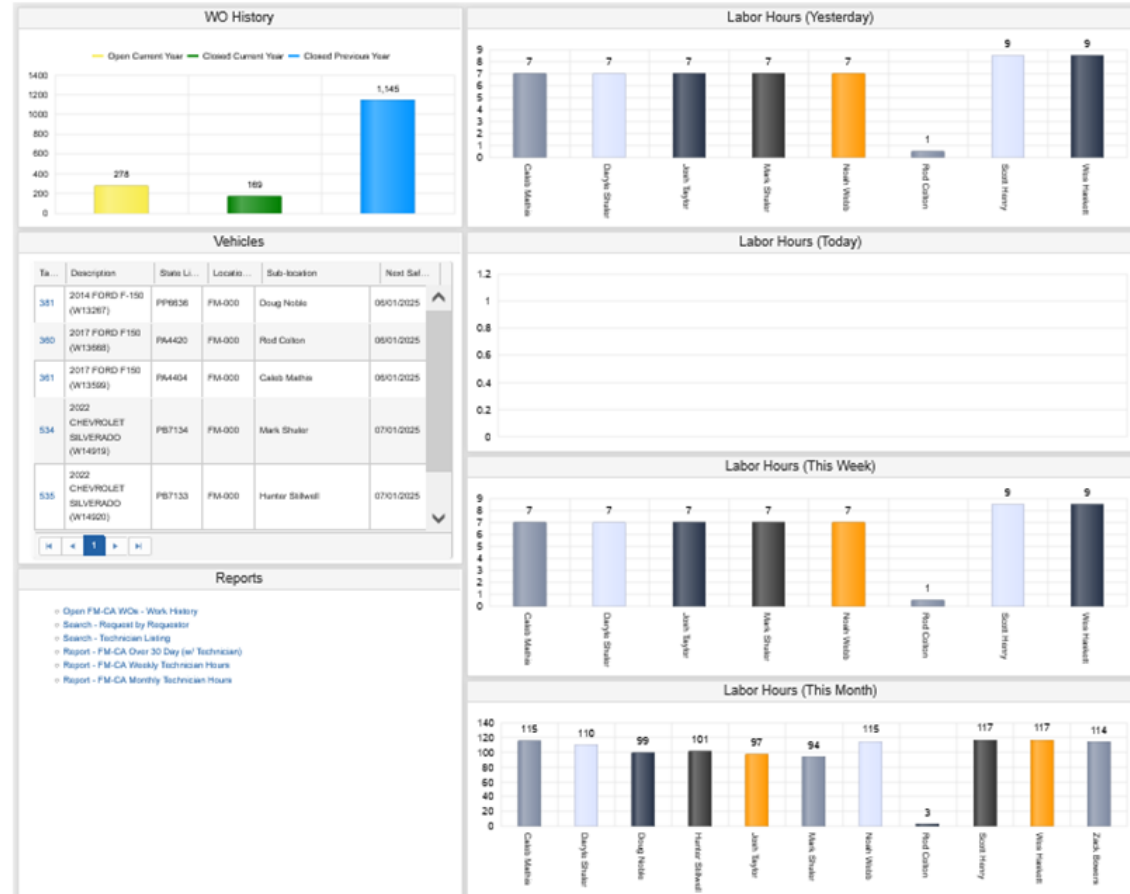 WO History
Open Current Year
Closed Current Year
Closed Previous Year
1400
1200
1000
800
600
400
200
0
278
169
1,145
Vehicles
Ta... Description State Li... Locatio... Sub-location Next Saf...
381 2014 FORD F-150 (W13267) PP6636 FM-000 Doug Noble 06/01/2025
360 2017 FORD F150 (W13668) PA4420 FM-000 Rod Colton 06/01/2025
361 2017 FORD F150 (W13599) PA4404 FM-000 Caleb Mathis 06/01/2025
534 2022 CHEVROLET SILVERADO (W14919) PB7134 FM-000 Mark Shuler 07/01/2025
535 2022 CHEVROLET SILVERADO (W14920) PB7133 FM-000 Hunter Stillwell 07/01/2025
1
Reports
Open FM-CA WOs - Work History
Search - Request by Requestor
Search - Technician Listing
Report - FM-CA Over 30 Day (w/ Technician)
Report - FM-CA Weekly Technician Hours
Report - FM-CA Monthly Technician Hours
Labor Hours (Yesterday)
9
8
7
6
5
4
3
2
1
0
7 7 7 7 7 1 9 9
Caleb Mathis
Daryle Shuler
Josh Taylor
Mark Shuler
Noah Webb
Rod Colton
Scott Henry
Wes Haskett
Labor Hours (Today)
1.2
1
0.8
0.6
0.4
0.2
0
Labor Hours (This Week)
9
8
7
6
5
4
3
2
1
0
7 7 7 7 7 1 9 9
Caleb Mathis
Daryle Shuler
Josh Taylor
Mark Shuler
Noah Webb
Rod Colton
Scott Henry
Wes Haskett
Labor Hours (This Month)
140
120
100
80
60
40
20
0
115 110 99 101 97 94 115 3 117 117 114
Caleb Mathis
Daryle Shuler
Doug Noble
Hunter Stillwell
Josh Taylor
Mark Shuler
Noah Webb
Rod Colton
Scott Henry
Wes Haskett
Zack Bowers